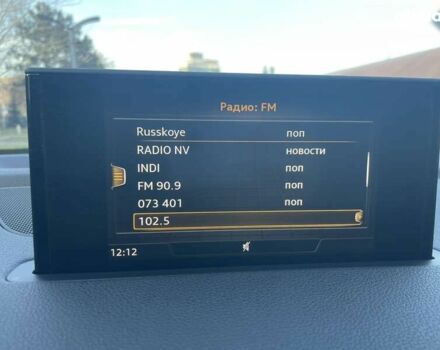 Радио: FM
Russkoye поп
RADIO NV новости
INDI поп
FM 90.9 поп
073 401 поп
102.5
12:12